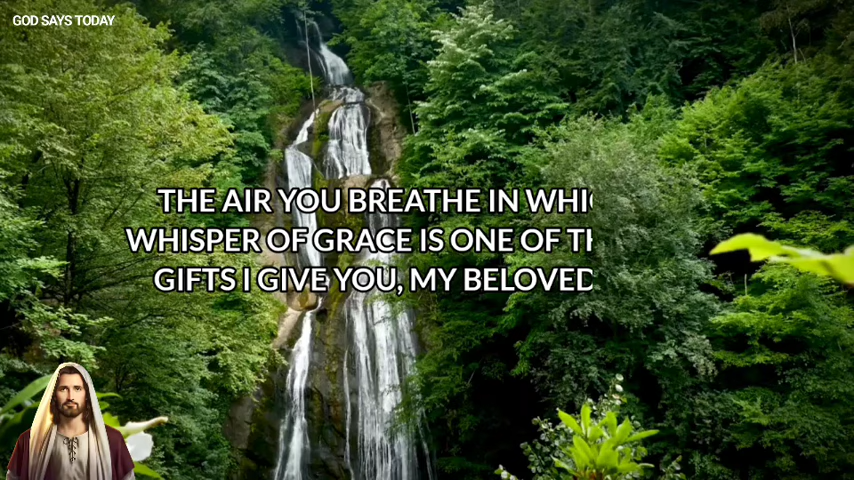 GOD SAYS TODAY
THE AIR YOU BREATHE IN
WHISPER OF GRACE IS ONE OF
GIFTS I GIVE YOU, MY BELOVED